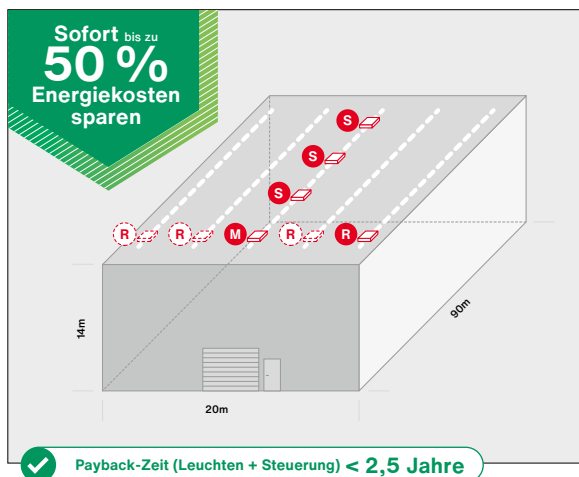 Sofort bis zu
50 %
Energiekosten
sparen
S
S
S
R
R
M
R
R
14m
90m
20m
Payback-Zeit (Leuchten + Steuerung) < 2,5 Jahre